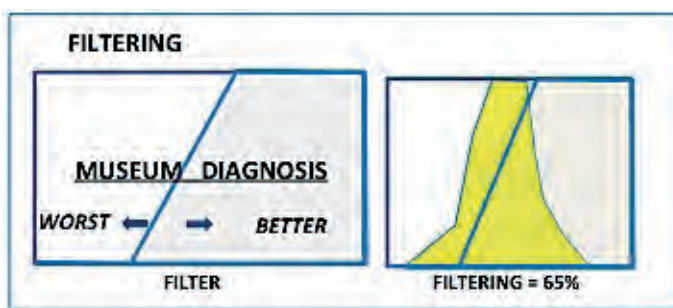 FILTERING
MUSEUM DIAGNOSIS
WORST
BETTER
FILTER
FILTERING = 65%